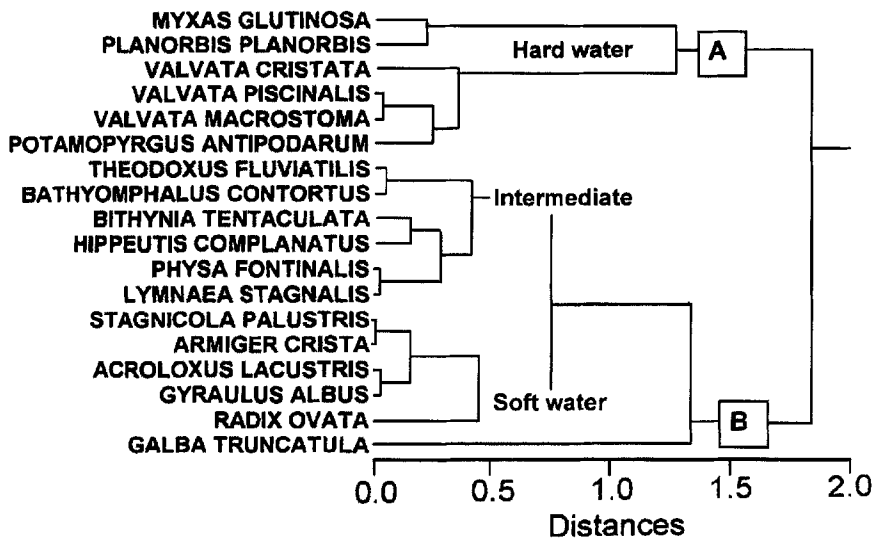 MYXAS GLUTINOSA
PLANORBIS PLANORBIS
Hard water
A
VALVATA CRISTATA
VALVATA PISCINALIS
VALVATA MACROSTOMA
POTAMOPYRGUS ANTIPODARUM
THEODOXUS FLUVIATILIS
BATHYOMPHALUS CONTORTUS
Intermediate
BITHYNIA TENTACULATA
HIPPEUTIS COMPLANATUS
PHYSA FONTINALIS
LYMNAEA STAGNALIS
STAGNICOLA PALUSTRIS
ARMIGER CRISTA
ACROLOXUS LACUSTRIS
GYRAULUS ALBUS
Soft water
RADIX OVATA
B
GALBA TRUNCATULA
0.0 0.5 1.0 1.5 2.0
Distances